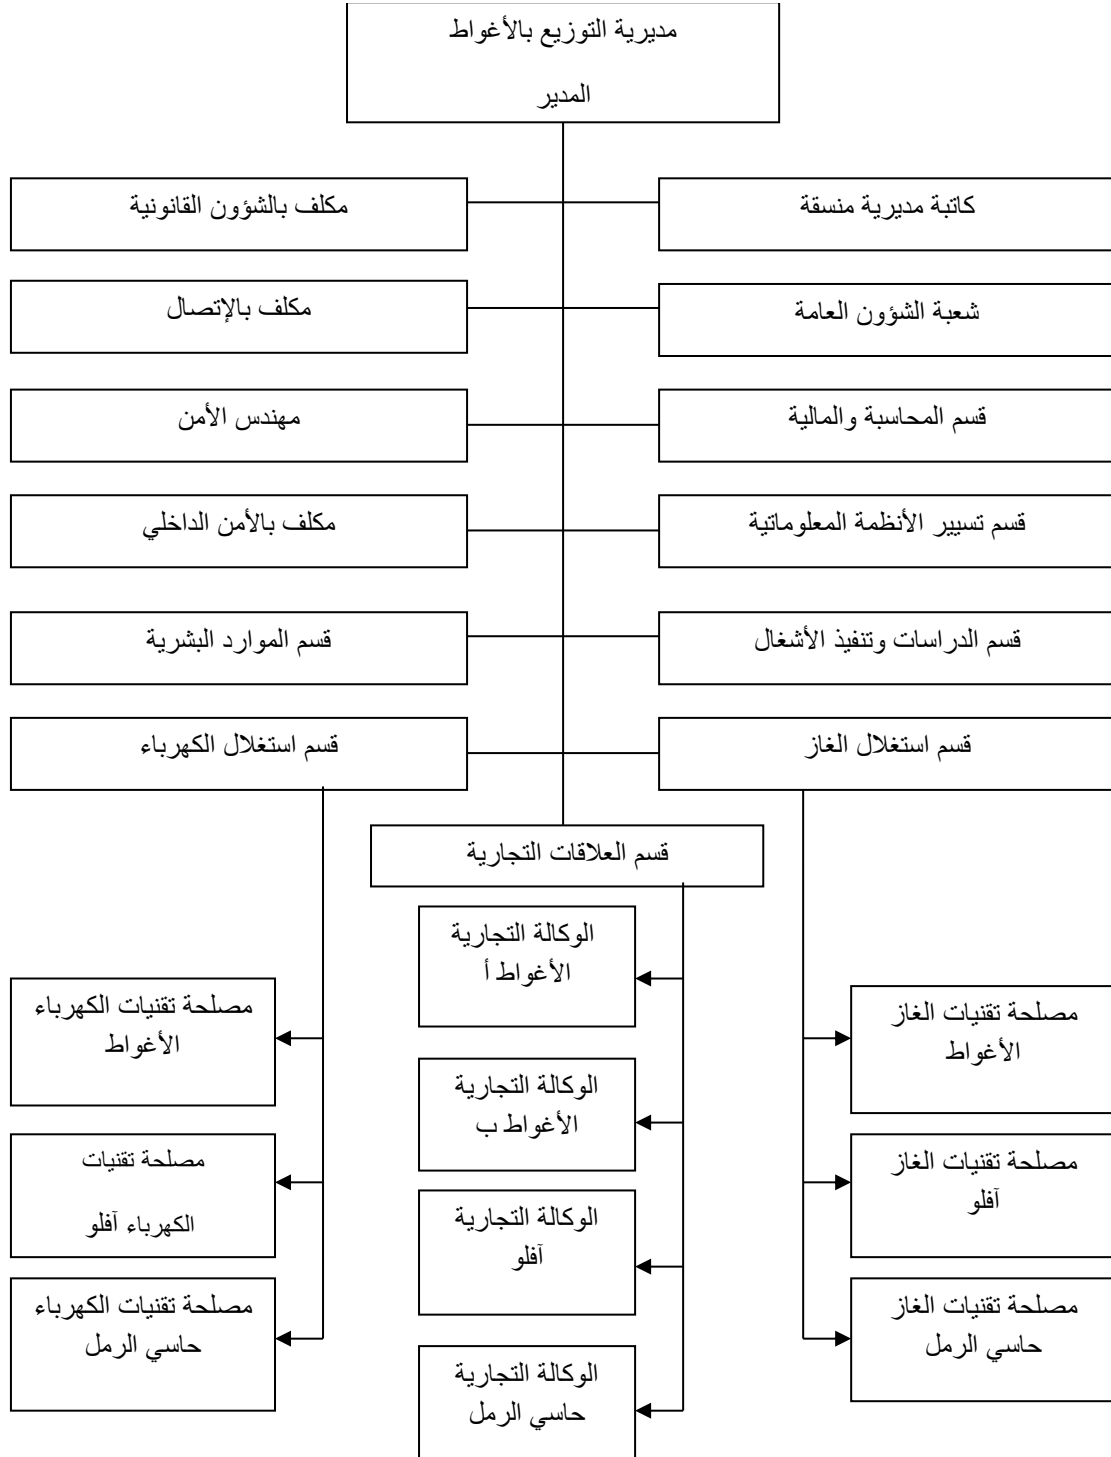 مديرية التوزيع بالأغواط
المدير
كاتبة مديرية منسقة
مكلف بالشؤون القانونية
شعبة الشؤون العامة
مكلف بالإتصال
قسم المحاسبة والمالية
مهندس الأمن
قسم تسيير الأنظمة المعلوماتية
مكلف بالأمن الداخلي
قسم الدراسات وتنفيذ الأشغال
قسم الموارد البشرية
قسم استغلال الغاز
قسم استغلال الكهرباء
قسم العلاقات التجارية
مصلحة تقنيات الغاز
الأغواط
مصلحة تقنيات الغاز
آفلو
مصلحة تقنيات الغاز
حاسي الرمل
الوكالة التجارية
الأغواط أ
الوكالة التجارية
الأغواط ب
الوكالة التجارية
آفلو
الوكالة التجارية
حاسي الرمل
مصلحة تقنيات الكهرباء
الأغواط
مصلحة تقنيات
الكهرباء آفلو
مصلحة تقنيات الكهرباء
حاسي الرمل